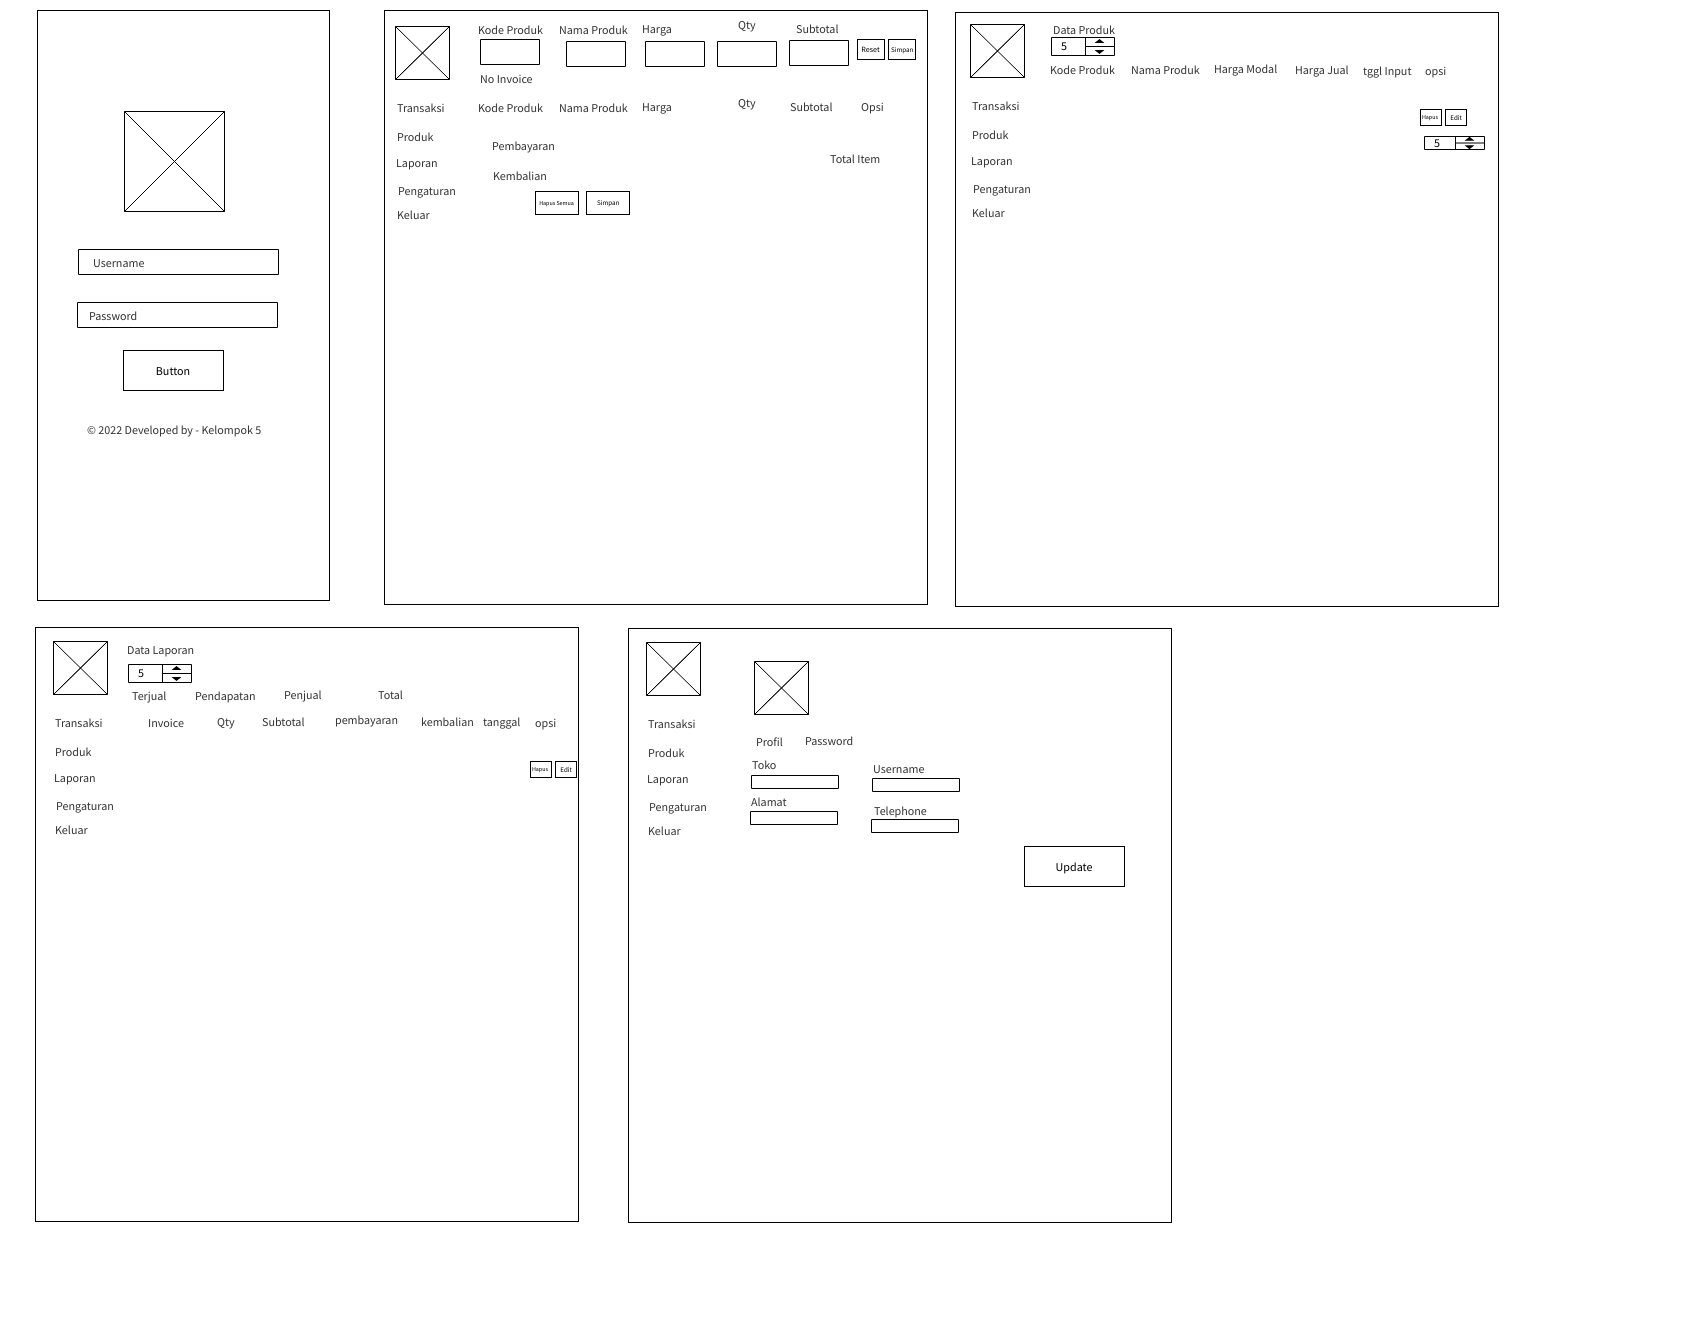 Username
Password
Button
© 2022 Developed by - Kelompok 5
Kode Produk Nama Produk Harga Qty Subtotal
Reset Simpan
No Invoice
Transaksi Kode Produk Nama Produk Harga Qty Subtotal Opsi
Produk
Pembayaran
Laporan Total Item
Kembalian
Pengaturan
Hapus Semua Simpan
Keluar
Data Produk
5
Kode Produk Nama Produk Harga Modal Harga Jual tggl Input opsi
Transaksi
Hapus Edit
Produk
5
Laporan
Pengaturan
Keluar
Data Laporan
5
Terjual Pendapatan Penjual Total
Transaksi Invoice Qty Subtotal pembayaran kembalian tanggal opsi
Produk
Hapus Edit
Laporan
Pengaturan
Keluar
Transaksi
Profil Password
Produk
Toko Username
Laporan
Alamat
Pengaturan Telephone
Keluar
Update